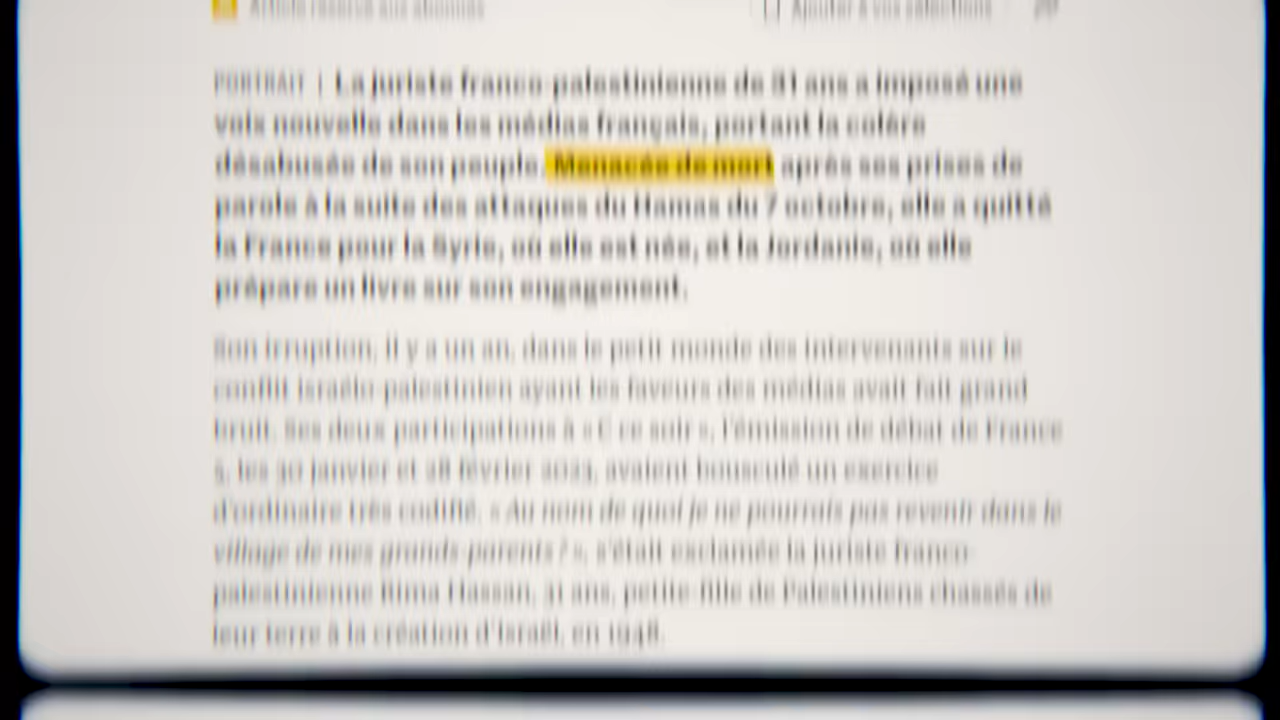 Article réservé aux abonnés
Ajouter à vos sélections
PORTRAIT | La juriste franco-palestinienne de 31 ans a imposé une
voix nouvelle dans les médias français, portant la colère
désabusée de son peuple. Menacée de mort après ses prises de
parole à la suite des attaques du Hamas du 7 octobre, elle a quitté
la France pour la Syrie, où elle est née, et la Jordanie, où elle
prépare un livre sur son engagement.
Son irruption, il y a un an, dans le petit monde des intervenants sur le
conflit israélo-palestinien ayant les faveurs des médias avait fait grand
bruit. Ses deux participations à « C ce soir », l'émission de débat de France
5, les 30 janvier et 28 février 2023, avaient bousculé un exercice
d'ordinaire très codifié. « Au nom de quoi je ne pourrais pas revenir dans le
village de mes grands-parents ? », s'était exclamée la juriste franco-
palestinienne Rima Hassan, 31 ans, petite-fille de Palestiniens chassés de
leur terre à la création d'Israël, en 1948.